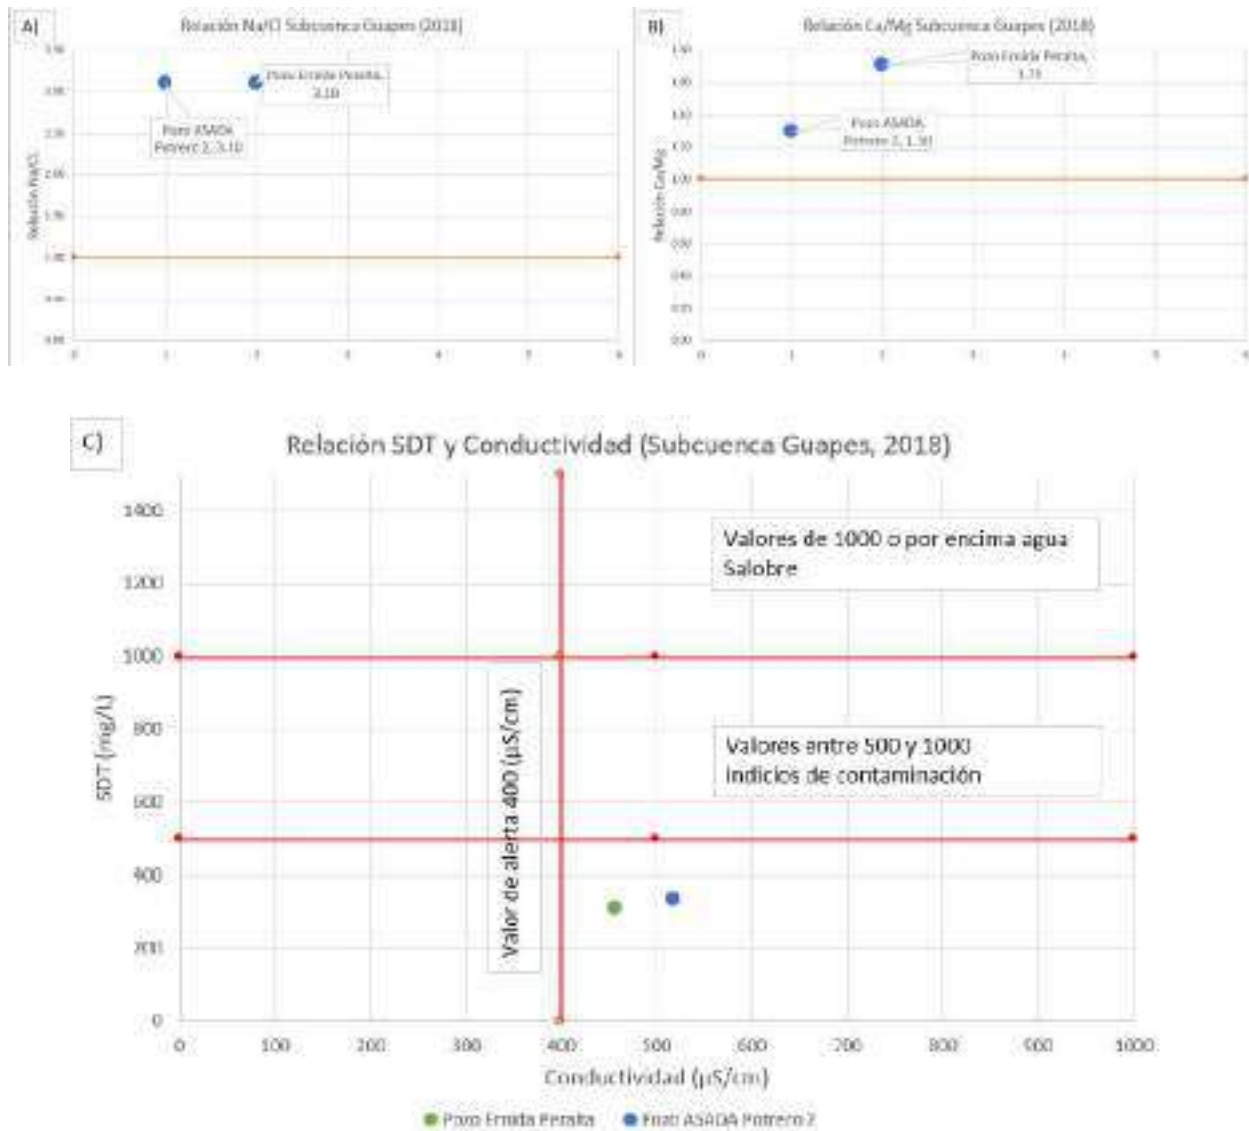 A)
Relación Na/Cl Subcuenca Guapes (2018)
Relación Na/CL
Pozo Ermida Peralta,
3.10
Pozo ASADA
Potrero 2, 3.10
0 1 2 3 4 5 6
B)
Relación Ca/Mg Subcuenca Guapes (2018)
Relación Ca/Mg
Pozo Ermida Peralta,
Pozo ASADA
Potrero 2, 1.30
1.00
0 1 2 3 4 5 6
C)
Relación SDT y Conductividad (Subcuenca Guapes, 2018)
SDT (mg/L)
1400
1200
1000
800
600
400
200
0
Valores de 1000 o por encima agua
Salobre
Valores entre 500 y 1000
indicios de contaminación
Valor de alerta 400 (µS/cm)
0 100 200 300 400 500 600 700 800 900 1000
Conductividad (µS/cm)
Pozo Ermida Peralta
Pozo ASADA Potrero 2